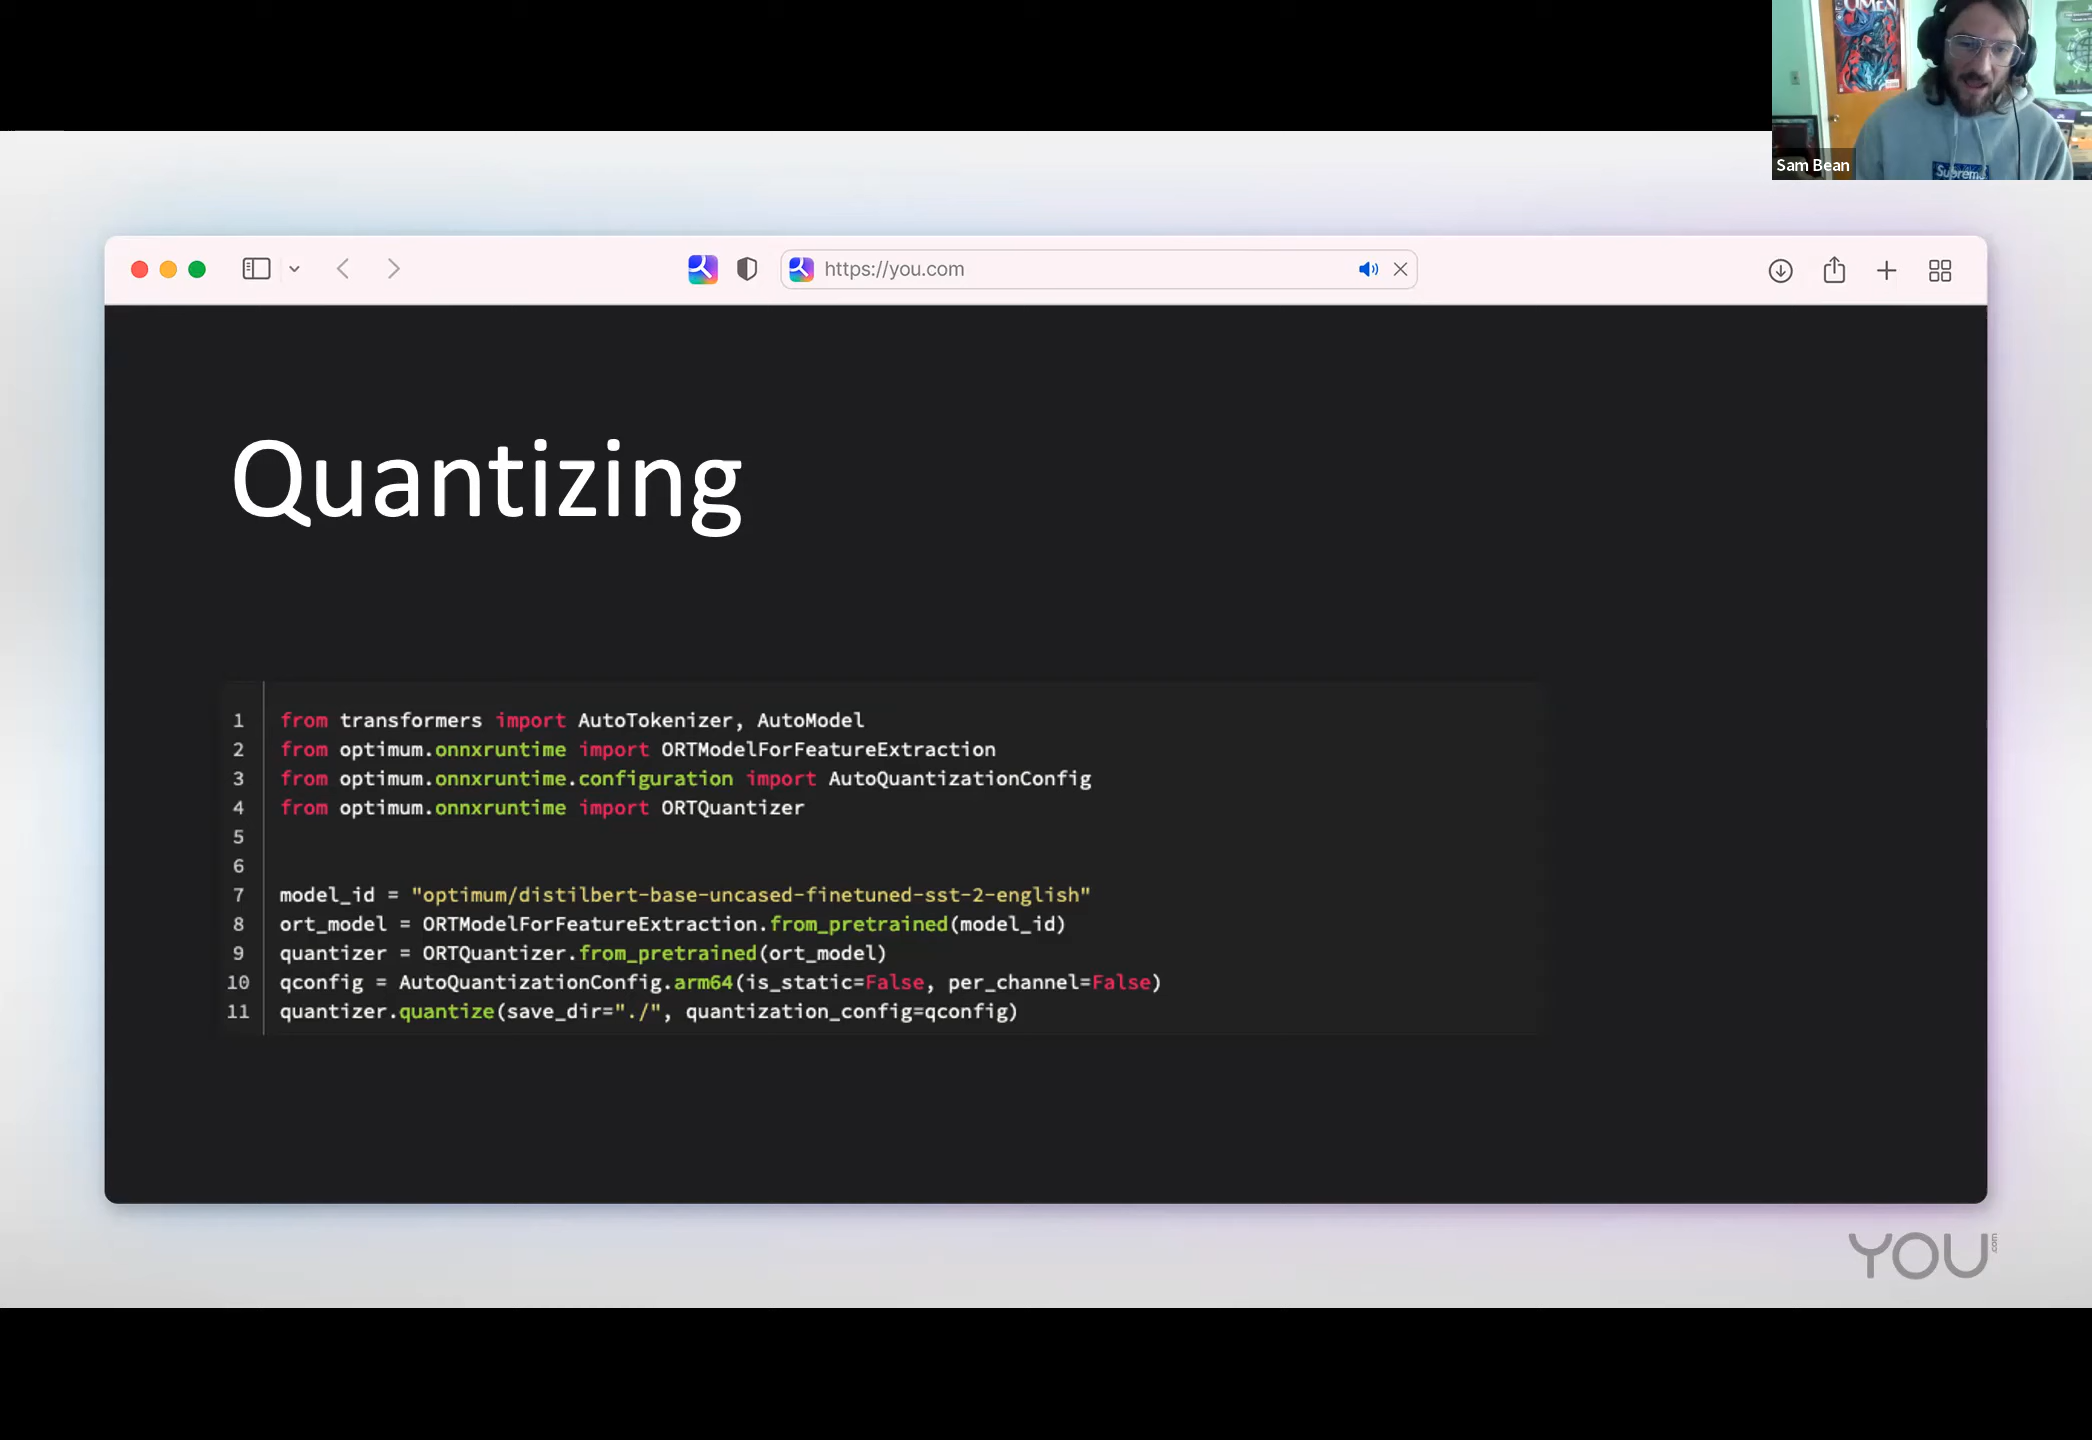 OMEN
Sam Bean
Supreme
https://you.com
Quantizing
1 from transformers import AutoTokenizer, AutoModel
2 from optimum.onnxruntime import ORTModelForFeatureExtraction
3 from optimum.onnxruntime.configuration import AutoQuantizationConfig
4 from optimum.onnxruntime import ORTQuantizer
5
6
7 model_id = "optimum/distilbert-base-uncased-finetuned-sst-2-english"
8 ort_model = ORTModelForFeatureExtraction.from_pretrained(model_id)
9 quantizer = ORTQuantizer.from_pretrained(ort_model)
10 qconfig = AutoQuantizationConfig.arm64(is_static=False, per_channel=False)
11 quantizer.quantize(save_dir="./", quantization_config=qconfig)
YOU.com